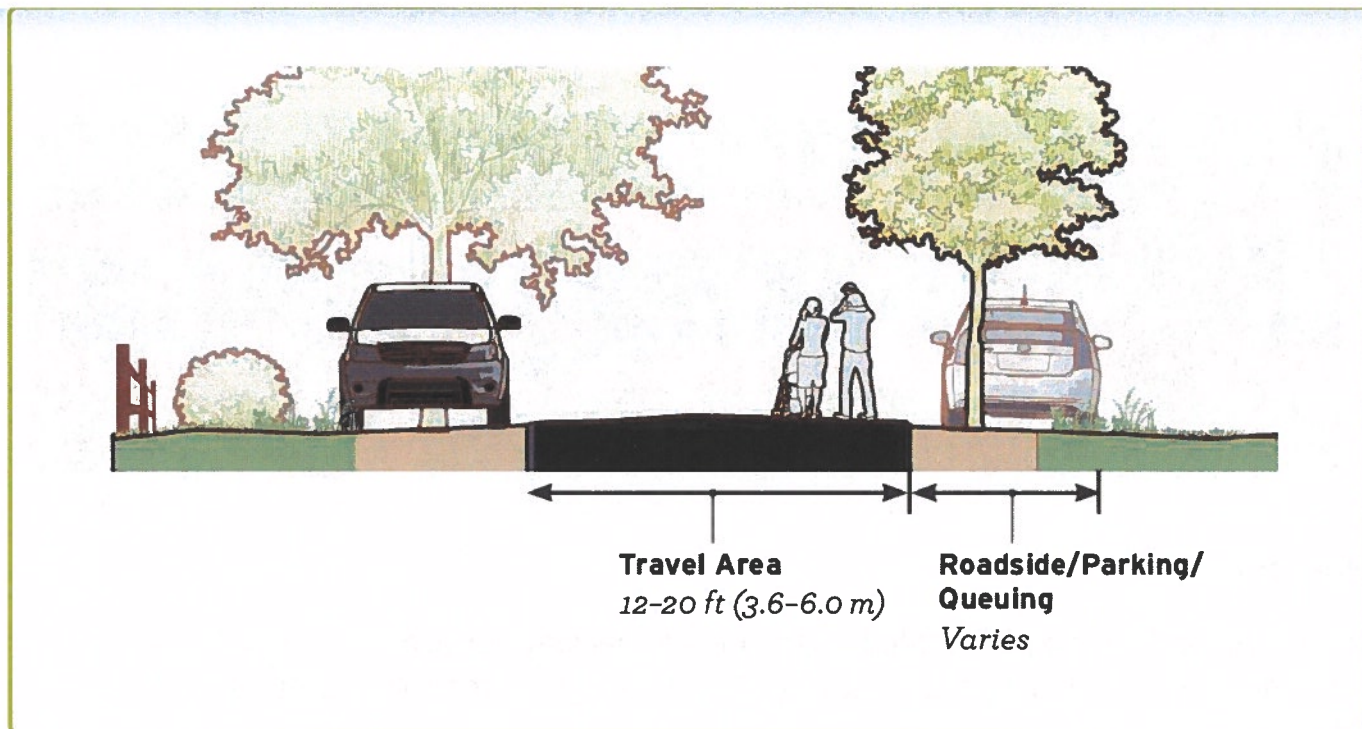 Travel Area
12-20 ft (3.6-6.0 m)
Roadside/Parking/
Queuing
Varies